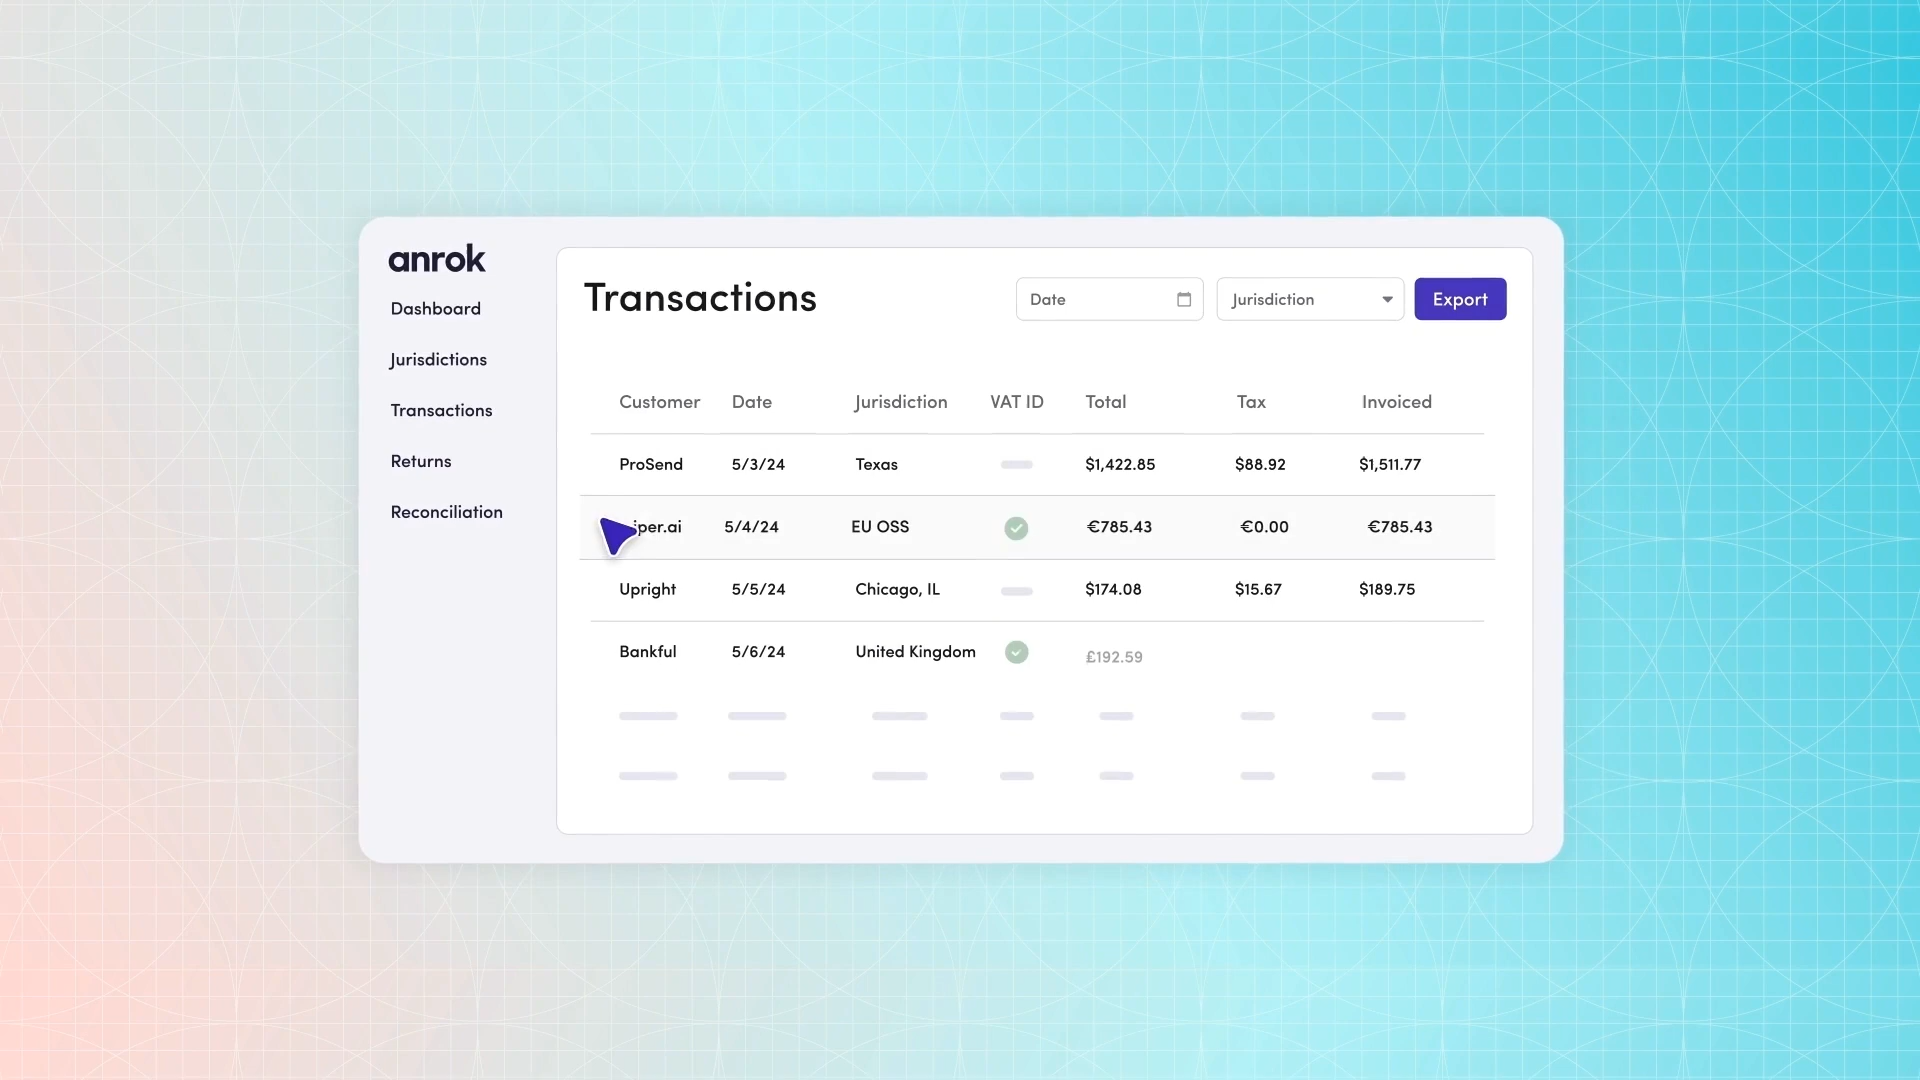 anrok
Dashboard
Jurisdictions
Transactions
Returns
Reconciliation
Transactions
Date
Jurisdiction
Export
Customer Date Jurisdiction VAT ID Total Tax Invoiced
ProSend 5/3/24 Texas $1,422.85 $88.92 $1,511.77
5/4/24 EU OSS €785.43 €0.00 €785.43
Upright 5/5/24 Chicago, IL $174.08 $15.67 $189.75
Bankful 5/6/24 United Kingdom £192.59